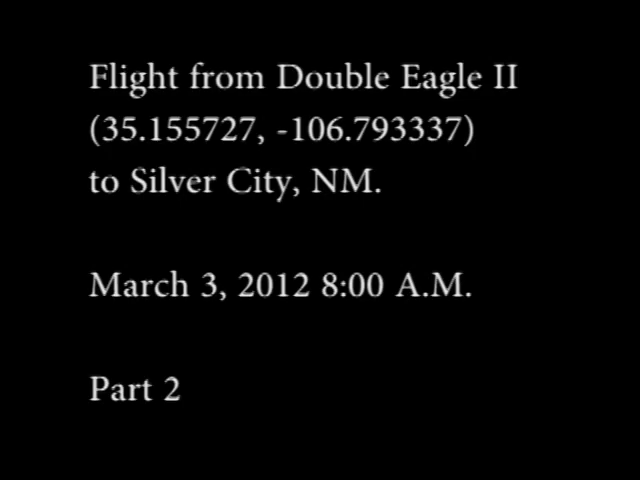 Flight from Double Eagle II
(35.155727, -106.793337)
to Silver City, NM.
March 3, 2012 8:00 A.M.
Part 2